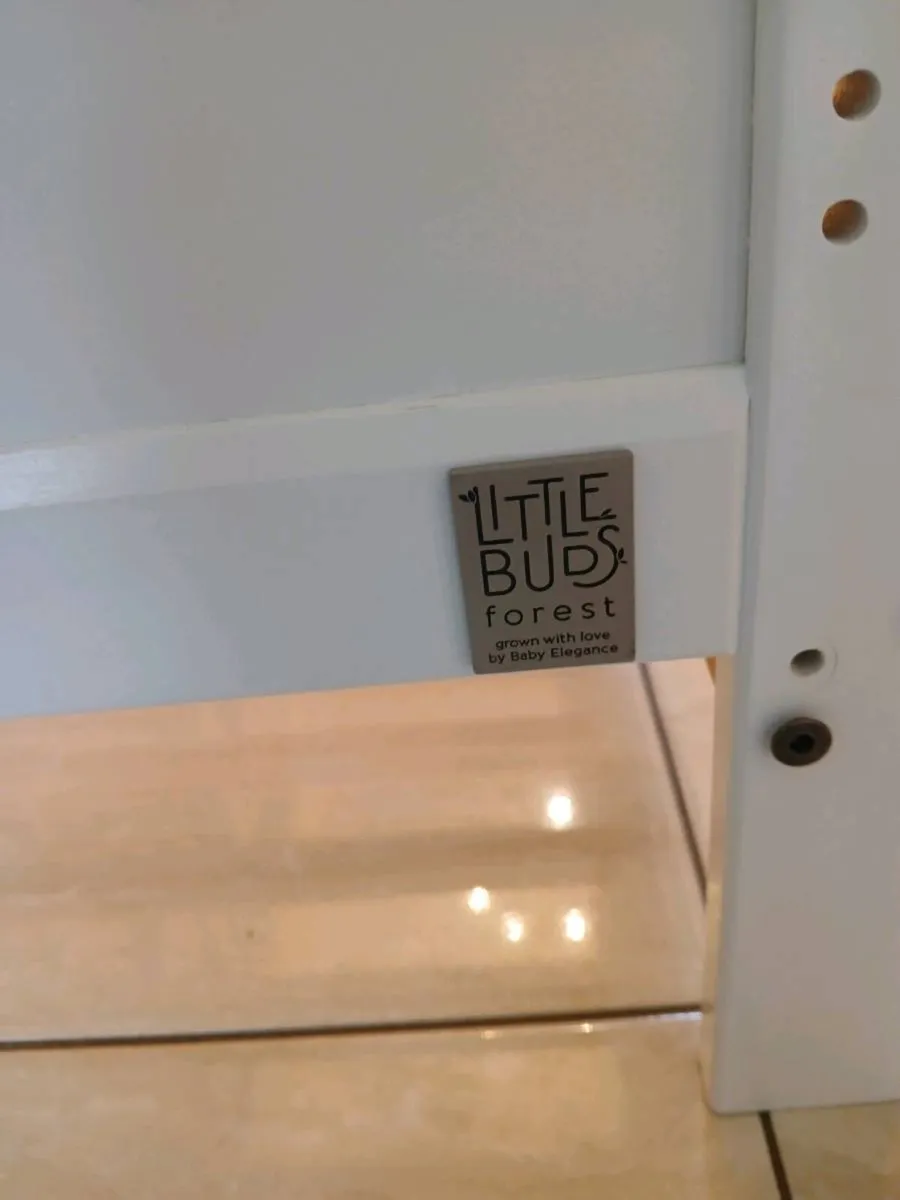 LITTLE
BUDS
forest
grown with love
by Baby Elegance